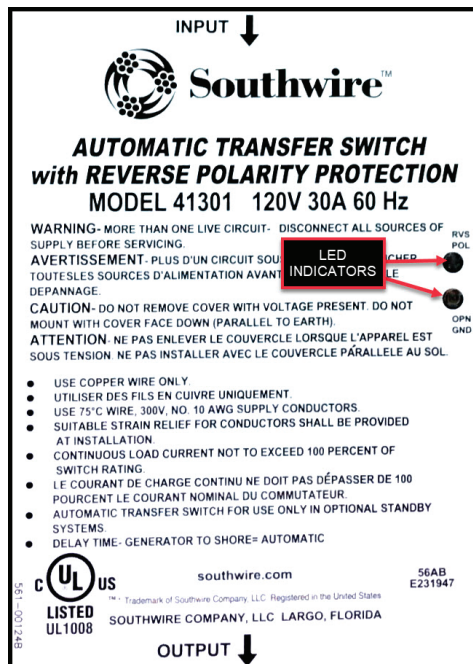 INPUT
Southwire™
AUTOMATIC TRANSFER SWITCH
with REVERSE POLARITY PROTECTION
MODEL 41301 120V 30A 60 Hz
WARNING- MORE THAN ONE LIVE CIRCUIT- DISCONNECT ALL SOURCES OF
SUPPLY BEFORE SERVICING.
RVS
POL
AVERTISSEMENT- PLUS D'UN CIRCUIT SOUS
LED
INDICATORS
TOUTESLES SOURCES D'ALIMENTATION AVANT LE
DEPANNAGE.
CAUTION- DO NOT REMOVE COVER WITH VOLTAGE PRESENT. DO NOT
MOUNT WITH COVER FACE DOWN (PARALLEL TO EARTH).
OPN
GND
ATTENTION- NE PAS ENLEVER LE COUVERCLE LORSQUE L'APPAREL EST
SOUS TENSION. NE PAS INSTALLER AVEC LE COUVERCLE PARALLELE AU SOL.
• USE COPPER WIRE ONLY.
• UTILISER DES FILS EN CUIVRE UNIQUEMENT.
• USE 75°C WIRE, 300V, NO. 10 AWG SUPPLY CONDUCTORS.
• SUITABLE STRAIN RELIEF FOR CONDUCTORS SHALL BE PROVIDED
AT INSTALLATION.
• CONTINUOUS LOAD CURRENT NOT TO EXCEED 100 PERCENT OF
SWITCH RATING.
• LE COURANT DE CHARGE CONTINU NE DOIT PAS DÉPASSER DE 100
POURCENT LE COURANT NOMINAL DU COMMUTATEUR.
• AUTOMATIC TRANSFER SWITCH FOR USE ONLY IN OPTIONAL STANDBY
SYSTEMS.
• DELAY TIME- GENERATOR TO SHORE= AUTOMATIC
C UL US
LISTED
UL1008
southwire.com
56AB
E231947
™ - Trademark of Southwire Company, LLC Registered in the United States
SOUTHWIRE COMPANY, LLC LARGO, FLORIDA
561-00124B
OUTPUT